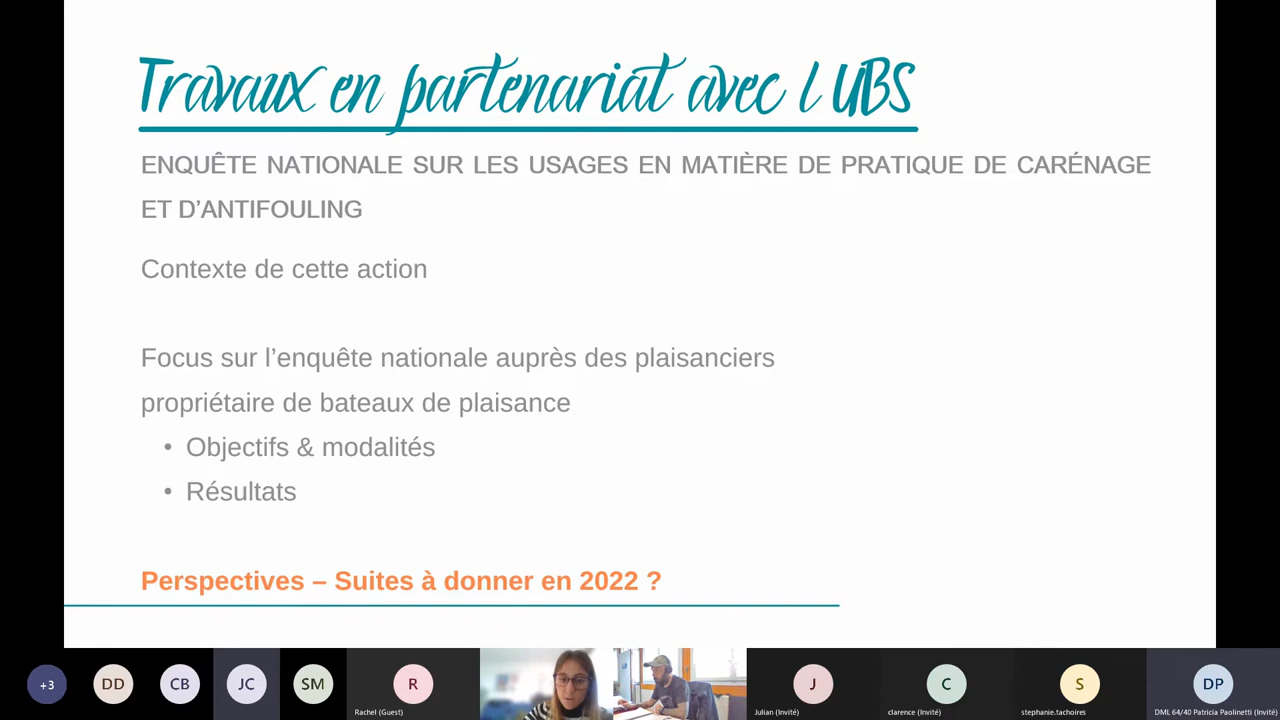 Travaux en partenariat avec l UBS
ENQUÊTE NATIONALE SUR LES USAGES EN MATIÈRE DE PRATIQUE DE CARÉNAGE
ET D’ANTIFOULING
Contexte de cette action
Focus sur l’enquête nationale auprès des plaisanciers
propriétaire de bateaux de plaisance
• Objectifs & modalités
• Résultats
Perspectives – Suites à donner en 2022 ?
+3
DD
CB
JC
SM
R
Rachel (Guest)
J
Julian (Invité)
C
clarence (Invité)
S
stephanie.tachoires
DP
DML 64/40 Patricia Paolinetti (Invité)